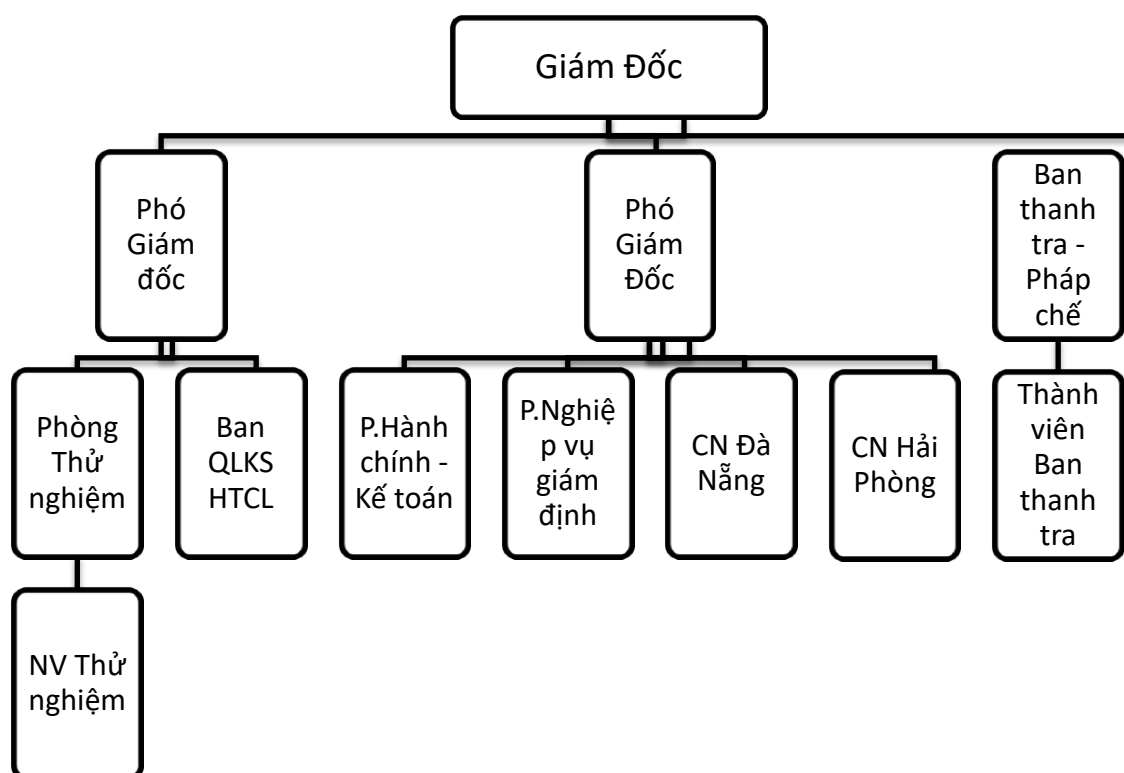 Giám Đốc
Phó
Giám
đốc
Phó
Giám
Đốc
Ban
thanh
tra -
Pháp
chế
Phòng
Thử
nghiệm
Ban
QLKS
HTCL
P.Hành
chính -
Kế toán
P.Nghiệ
p vụ
giám
định
CN Đà
Nẵng
CN Hải
Phòng
Thành
viên
Ban
thanh
tra
NV Thử
nghiệm